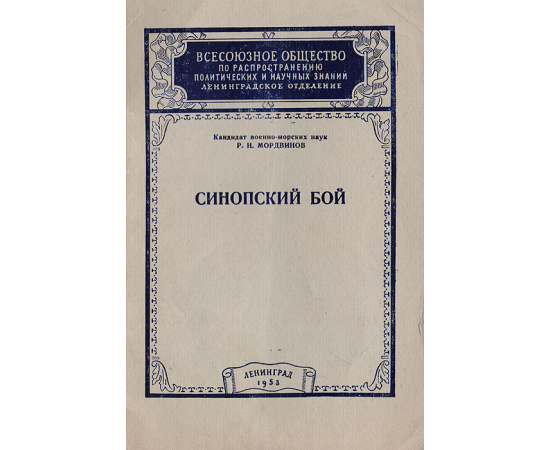 ВСЕСОЮЗНОЕ ОБЩЕСТВО
ПО РАСПРОСТРАНЕНИЮ
ПОЛИТИЧЕСКИХ И НАУЧНЫХ ЗНАНИЙ
ЛЕНИНГРАДСКОЕ ОТДЕЛЕНИЕ
Кандидат военно-морских наук
Р. Н. МОРДВИНОВ
СИНОПСКИЙ БОЙ
ЛЕНИНГРАД
1953